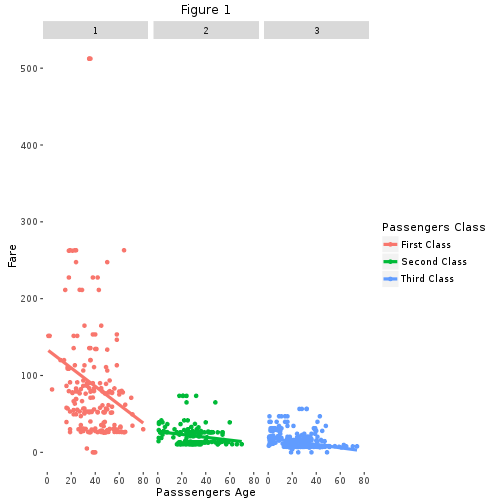 Figure 1
1 2 3
500
400
300
200
100
0
Fare
0 20 40 60 80 0 20 40 60 80 0 20 40 60 80
Passsengers Age
Passengers Class
First Class
Second Class
Third Class